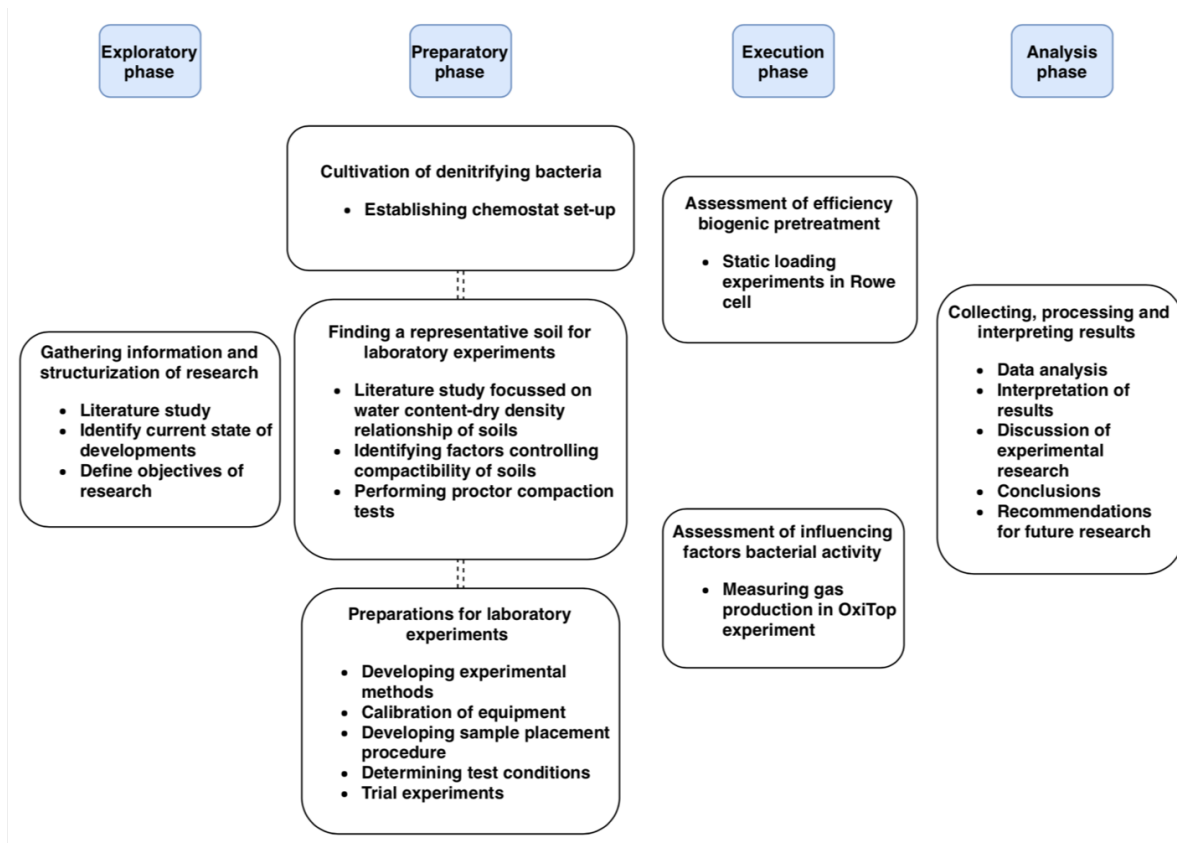 Exploratory
phase
Preparatory
phase
Execution
phase
Analysis
phase
Gathering information and
structurization of research
• Literature study
• Identify current state of
developments
• Define objectives of
research
Cultivation of denitrifying bacteria
• Establishing chemostat set-up
Finding a representative soil for
laboratory experiments
• Literature study focussed on
water content-dry density
relationship of soils
• Identifying factors controlling
compactibility of soils
• Performing proctor compaction
tests
Preparations for laboratory
experiments
• Developing experimental
methods
• Calibration of equipment
• Developing sample placement
procedure
• Determining test conditions
• Trial experiments
Assessment of efficiency
biogenic pretreatment
• Static loading
experiments in Rowe
cell
Assessment of influencing
factors bacterial activity
• Measuring gas
production in OxiTop
experiment
Collecting, processing and
interpreting results
• Data analysis
• Interpretation of
results
• Discussion of
experimental
research
• Conclusions
• Recommendations
for future research